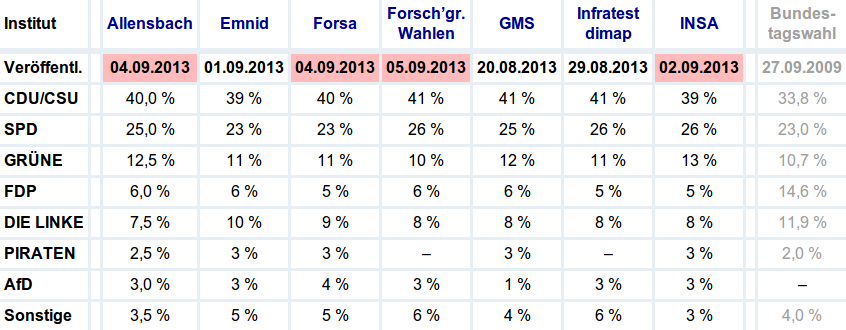 Institut Allensbach Emnid Forsa Forsch’gr. Wahlen GMS Infratest dimap INSA Bundes- tagswahl
Veröffentl. 04.09.2013 01.09.2013 04.09.2013 05.09.2013 20.08.2013 29.08.2013 02.09.2013 27.09.2009
CDU/CSU 40,0 % 39 % 40 % 41 % 41 % 41 % 39 % 33,8 %
SPD 25,0 % 23 % 23 % 26 % 25 % 26 % 26 % 23,0 %
GRÜNE 12,5 % 11 % 11 % 10 % 12 % 11 % 13 % 10,7 %
FDP 6,0 % 6 % 5 % 6 % 6 % 5 % 5 % 14,6 %
DIE LINKE 7,5 % 10 % 9 % 8 % 8 % 8 % 8 % 11,9 %
PIRATEN 2,5 % 3 % 3 % – 3 % – 3 % 2,0 %
AfD 3,0 % 3 % 4 % 3 % 1 % 3 % 3 % –
Sonstige 3,5 % 5 % 5 % 6 % 4 % 6 % 3 % 4,0 %